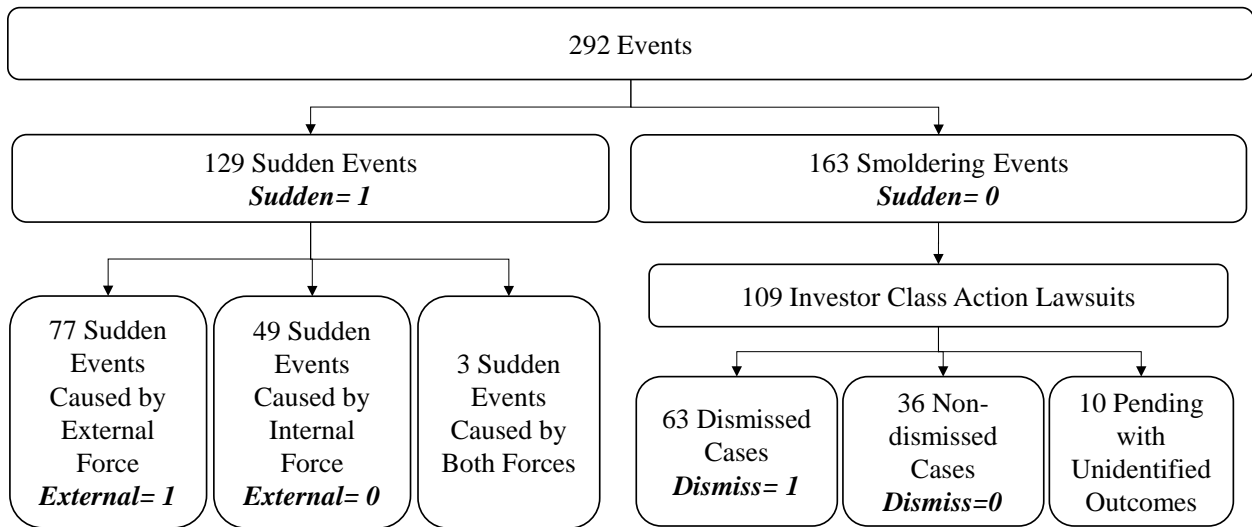 292 Events
129 Sudden Events
Sudden= 1
163 Smoldering Events
Sudden= 0
77 Sudden
Events
Caused by
External
Force
External= 1
49 Sudden
Events
Caused by
Internal
Force
External= 0
3 Sudden
Events
Caused by
Both Forces
109 Investor Class Action Lawsuits
63 Dismissed
Cases
Dismiss= 1
36 Non-
dismissed
Cases
Dismiss=0
10 Pending
with
Unidentified
Outcomes